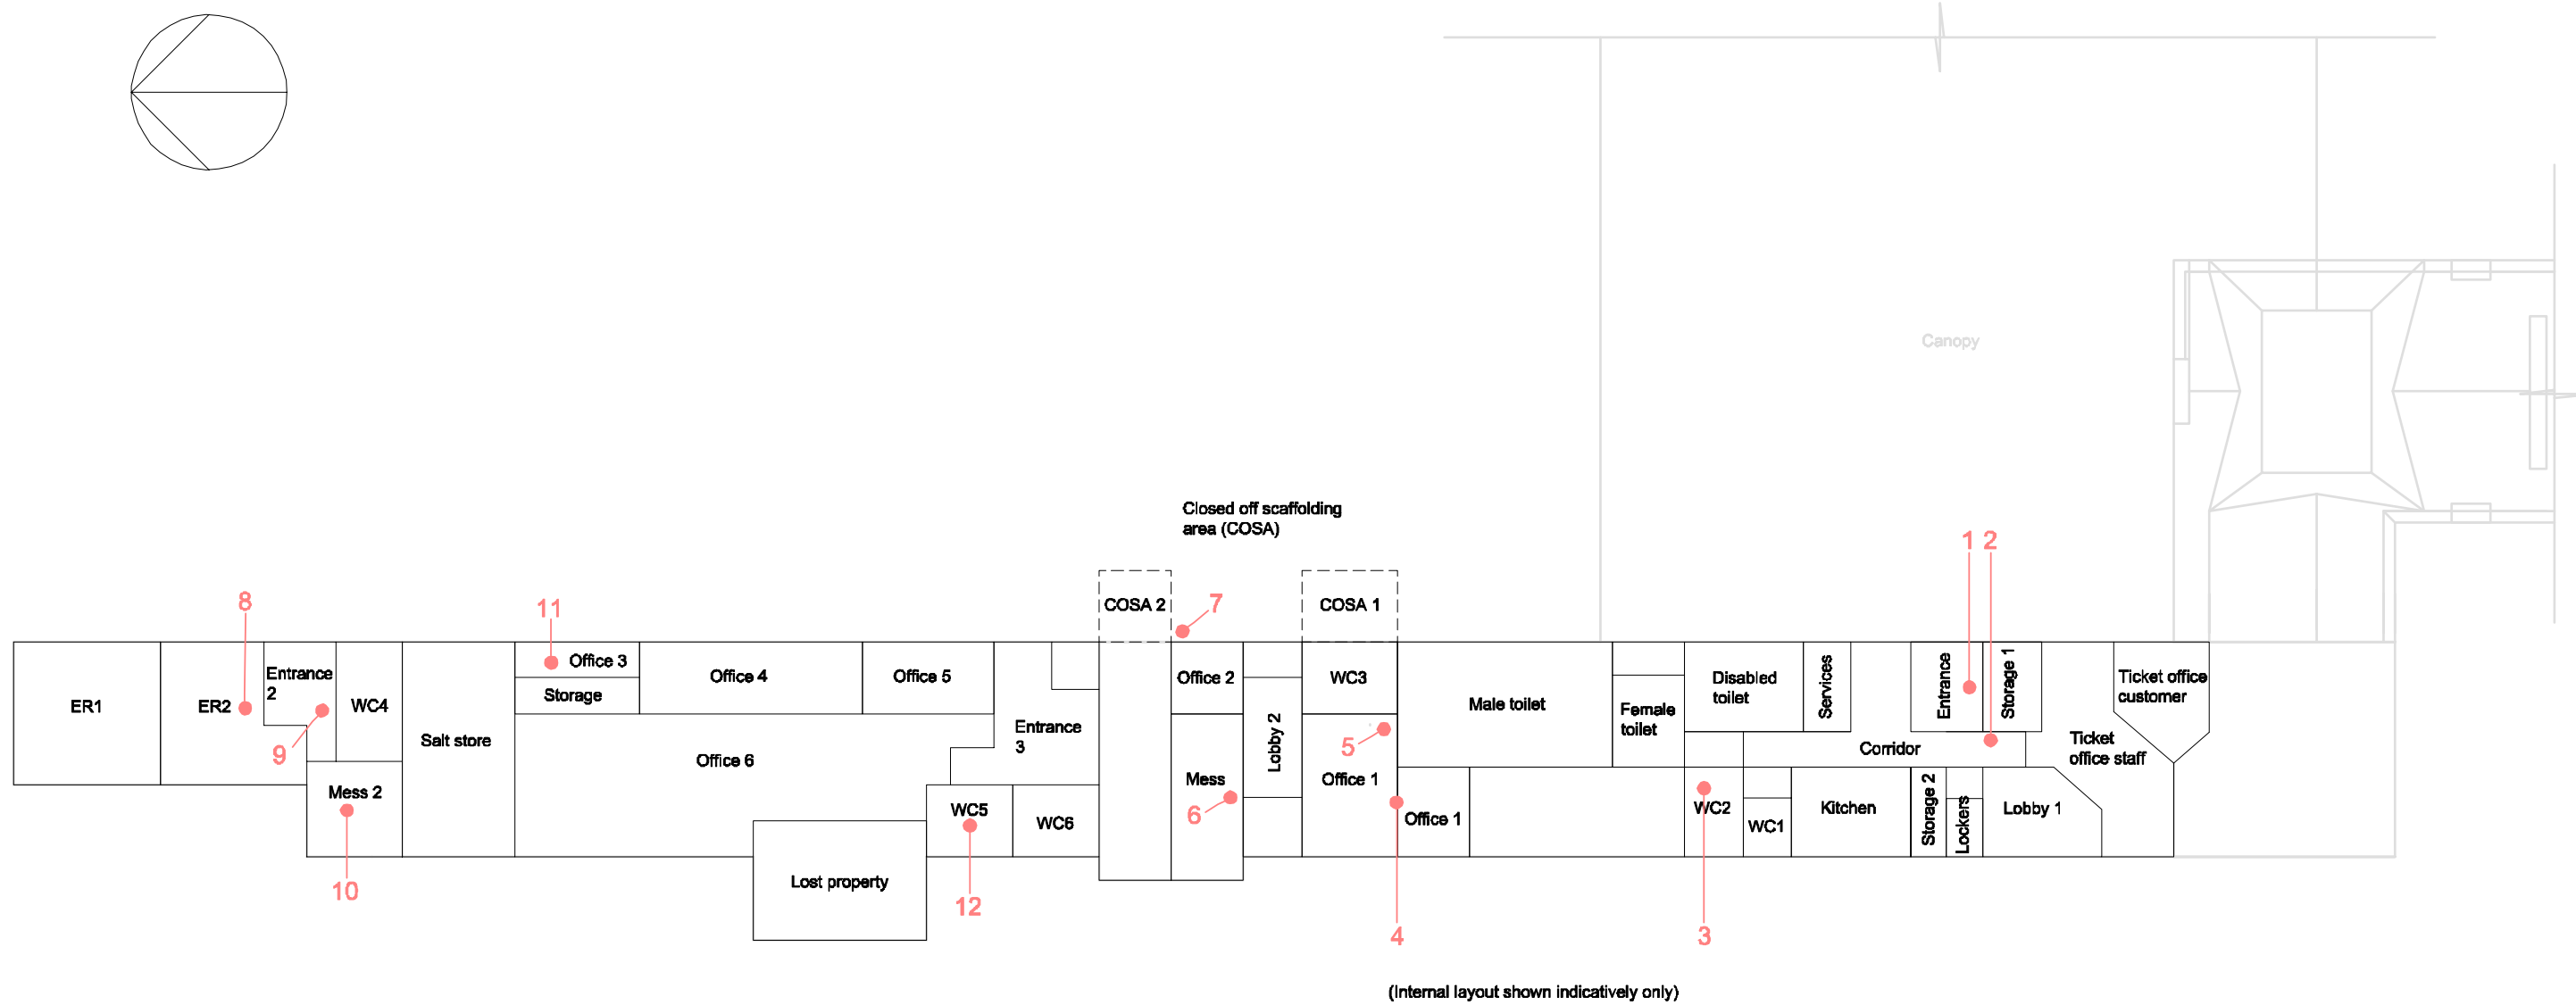 Canopy
Closed off scaffolding
area (COSA)
1
2
8
11
7
COSA 2
COSA 1
ER1
ER2
Entrance
2
WC4
9
Mess 2
10
Salt store
Office 3
Storage
Office 4
Office 5
Office 6
Lost property
Entrance
3
WC5
WC6
12
Office 2
Mess
6
Lobby 2
WC3
5
Office 1
4
Office 1
Male toilet
Female
toilet
Disabled
toilet
Services
WC2
3
WC1
Kitchen
Corridor
Entrance
Storage 1
Storage 2
Lockers
Lobby 1
Ticket
office staff
Ticket office
customer
(Internal layout shown indicatively only)